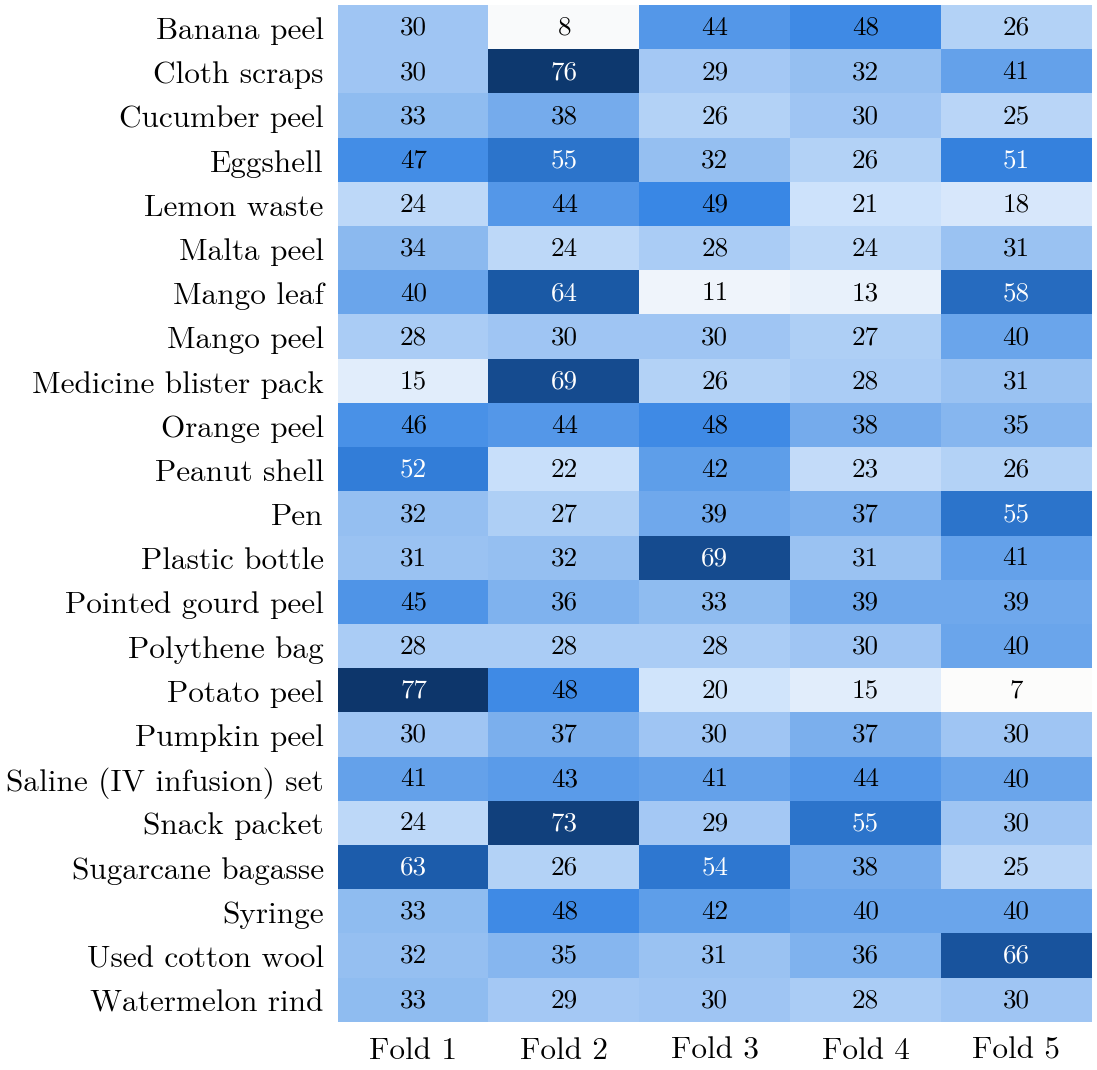 Banana peel 30 8 44 48 26
Cloth scraps 30 76 29 32 41
Cucumber peel 33 38 26 30 25
Eggshell 47 55 32 26 51
Lemon waste 24 44 49 21 18
Malta peel 34 24 28 24 31
Mango leaf 40 64 11 13 58
Mango peel 28 30 30 27 40
Medicine blister pack 15 69 26 28 31
Orange peel 46 44 48 38 35
Peanut shell 52 22 42 23 26
Pen 32 27 39 37 55
Plastic bottle 31 32 69 31 41
Pointed gourd peel 45 36 33 39 39
Polythene bag 28 28 28 30 40
Potato peel 77 48 20 15 7
Pumpkin peel 30 37 30 37 30
Saline (IV infusion) set 41 43 41 44 40
Snack packet 24 73 29 55 30
Sugarcane bagasse 63 26 54 38 25
Syringe 33 48 42 40 40
Used cotton wool 32 35 31 36 66
Watermelon rind 33 29 30 28 30
Fold 1 Fold 2 Fold 3 Fold 4 Fold 5